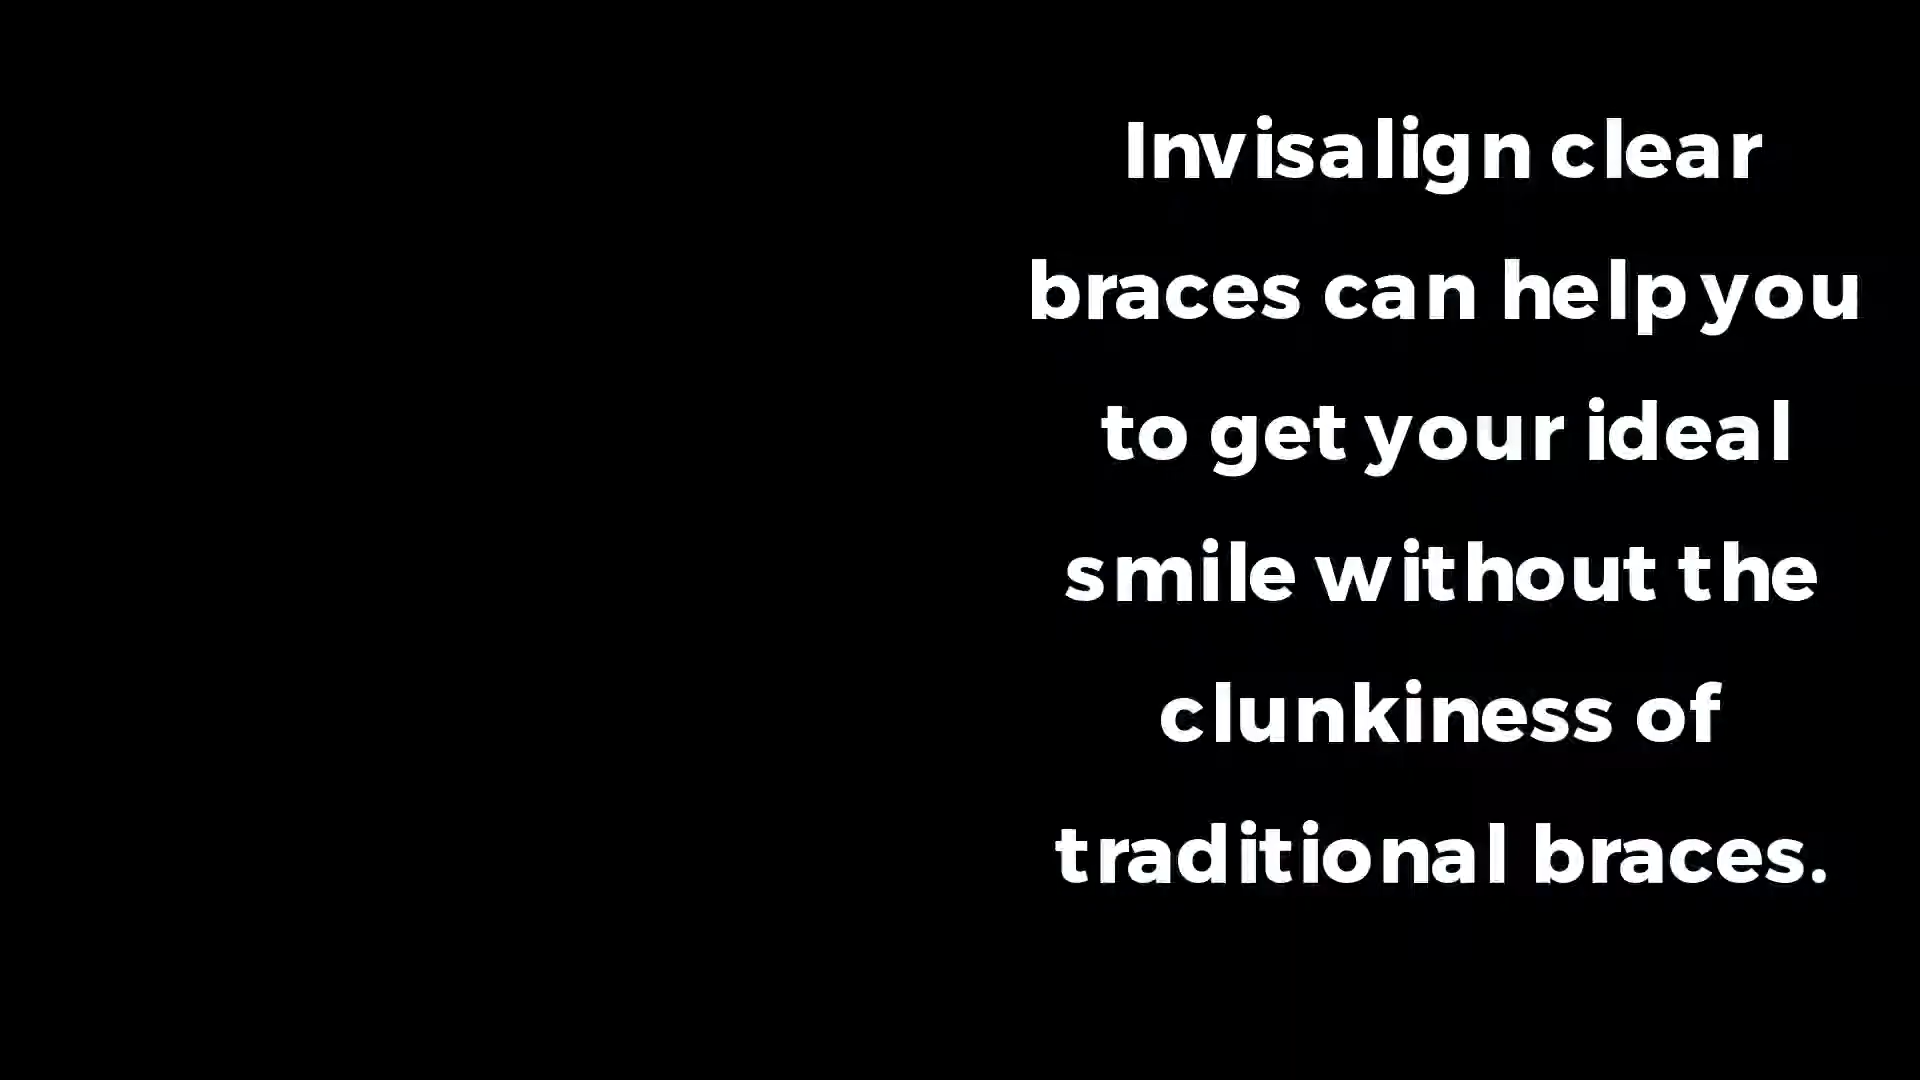 Invisalign clear
braces can help you
to get your ideal
smile without the
clunkiness of
traditional braces.